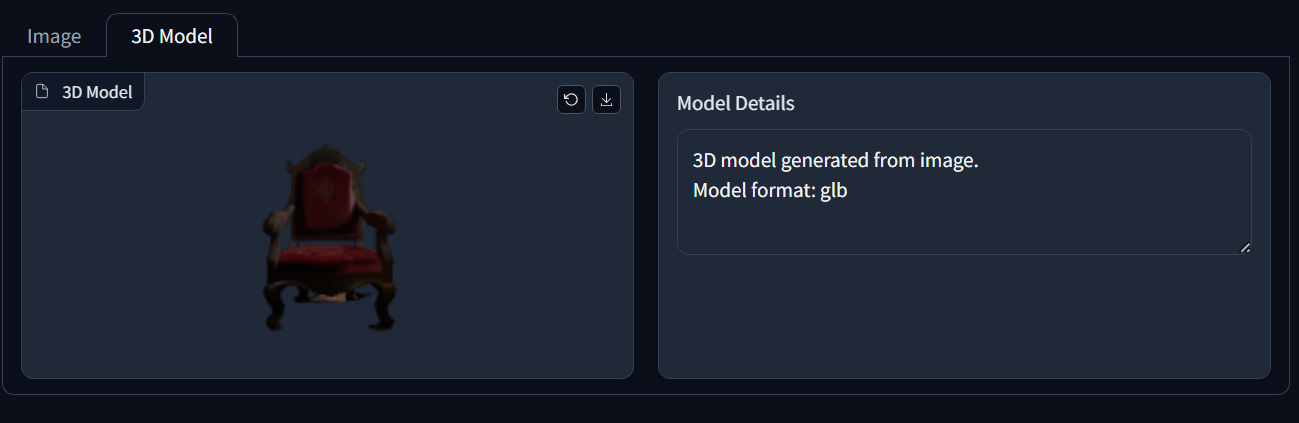 Image
3D Model
3D Model
Model Details
3D model generated from image.
Model format: glb